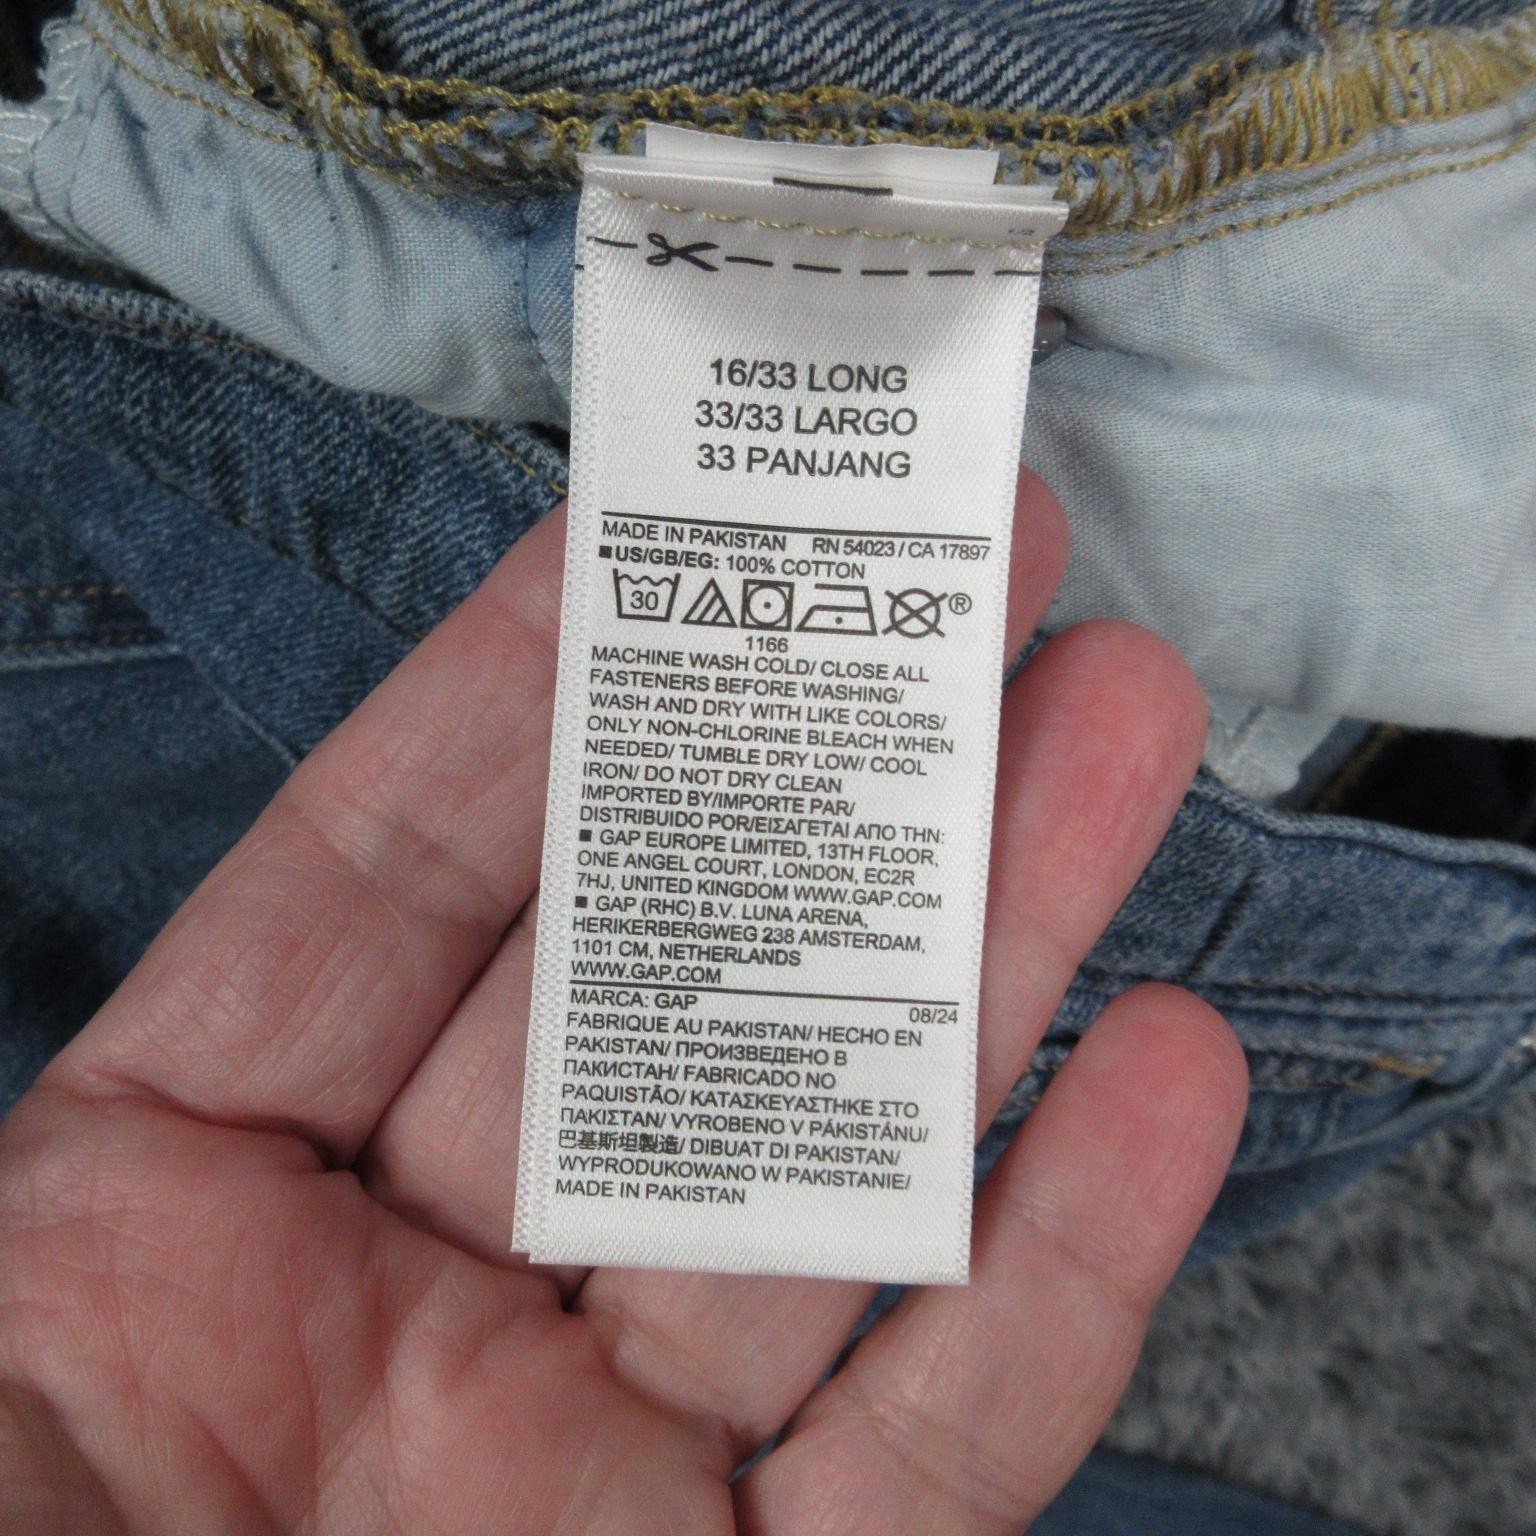 16/33 LONG
33/33 LARGO
33 PANJANG
MADE IN PAKISTAN RN 54023 / CA 17897
■US/GB/EG: 100% COTTON
30 ®
1166
MACHINE WASH COLD/ CLOSE ALL
FASTENERS BEFORE WASHING/
WASH AND DRY WITH LIKE COLORS/
ONLY NON-CHLORINE BLEACH WHEN
NEEDED/ TUMBLE DRY LOW/ COOL
IRON/ DO NOT DRY CLEAN
IMPORTED BY/IMPORTE PAR/
DISTRIBUIDO POR/ΕΙΣΑΓΕΤΑΙ ΑΠΟ ΤΗΝ:
■ GAP EUROPE LIMITED, 13TH FLOOR,
ONE ANGEL COURT, LONDON, EC2R
7HJ, UNITED KINGDOM WWW.GAP.COM
■ GAP (RHC) B.V. LUNA ARENA,
HERIKERBERGWEG 238 AMSTERDAM,
1101 CM, NETHERLANDS
WWW.GAP.COM
MARCA: GAP 08/24
FABRIQUE AU PAKISTAN/ HECHO EN
PAKISTAN/ ПРОИЗВЕДЕНО В
ПАКИСТАН/ FABRICADO NO
PAQUISTÃO/ ΚΑΤΑΣΚΕΥΑΣΤΗΚΕ ΣΤΟ
ΠΑΚΙΣΤΑΝ/ VYROBENO V PÁKISTÁNU/
巴基斯坦製造/ DIBUAT DI PAKISTAN/
WYPRODUKOWANO W PAKISTANIE/
MADE IN PAKISTAN